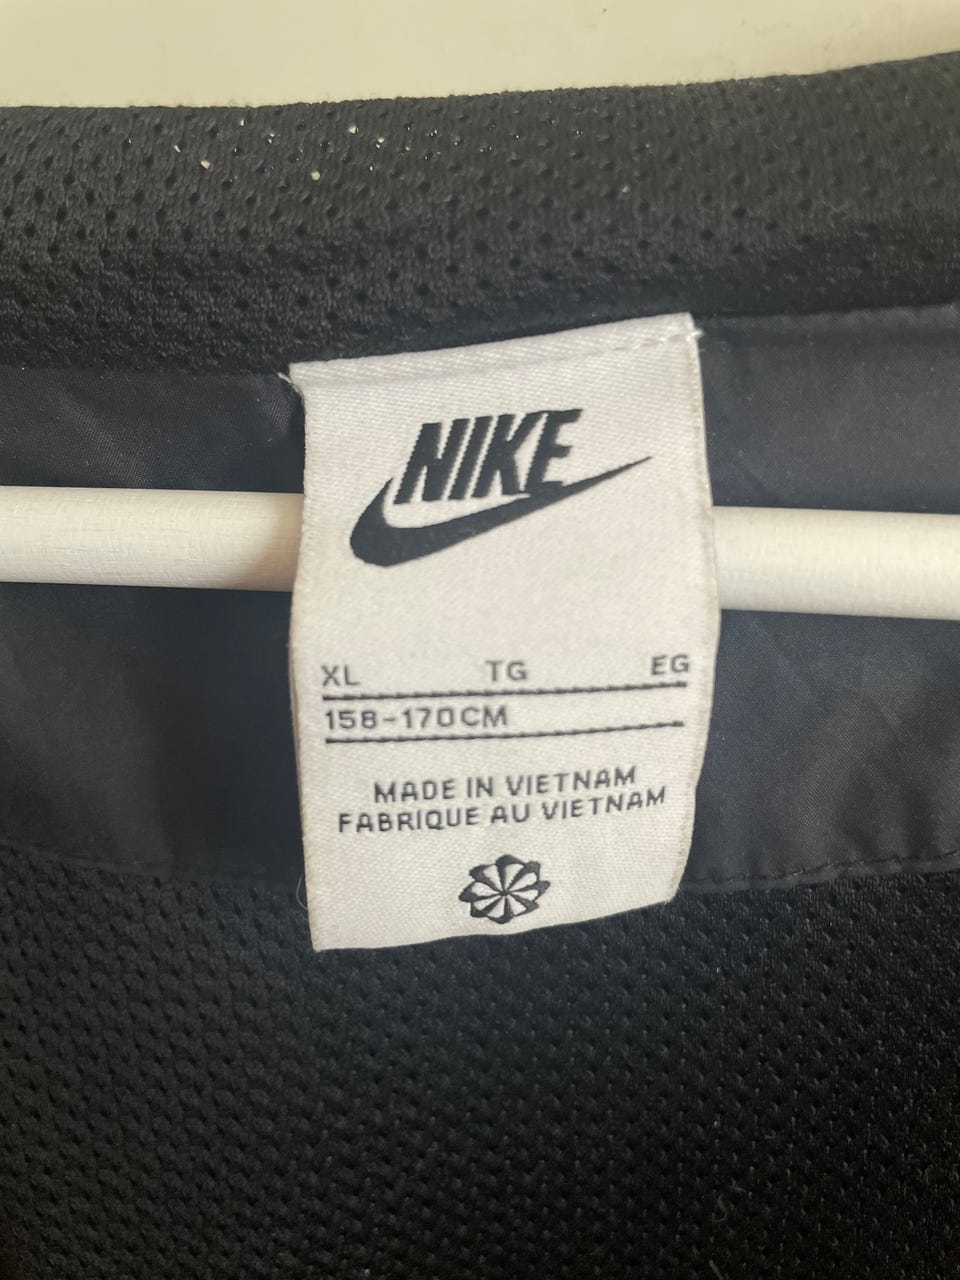 NIKE
XL TG EG
158-170CM
MADE IN VIETNAM
FABRIQUE AU VIETNAM